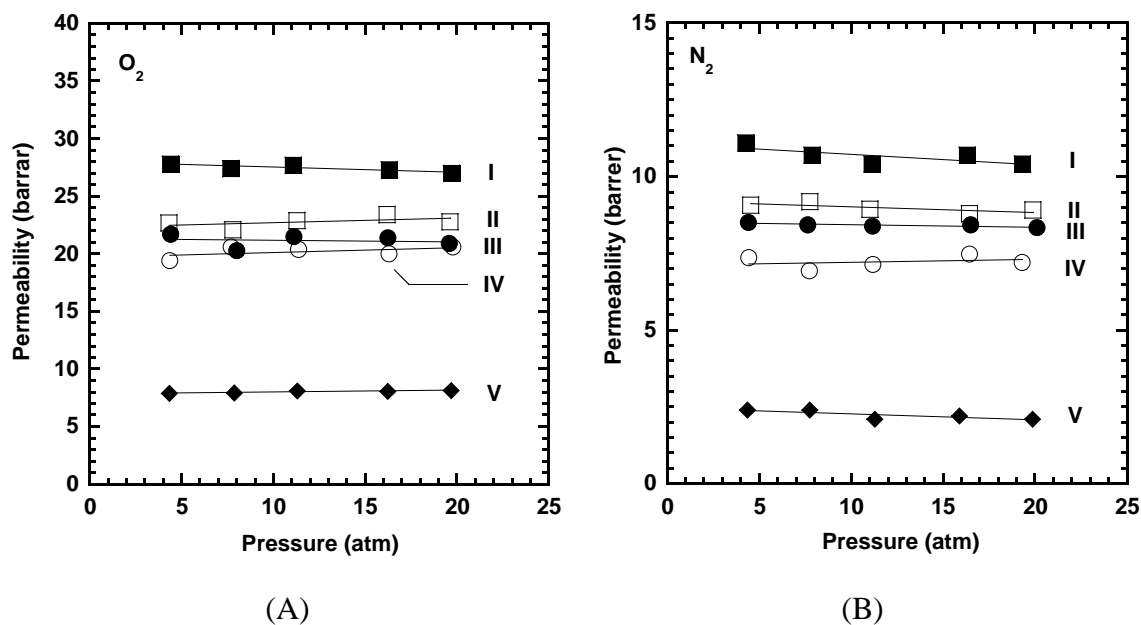 O2
Permeability (barrar)
40
35
30
25
20
15
10
5
0
I
II
III
IV
V
0 5 10 15 20 25
Pressure (atm)
(A)
N2
Permeability (barrer)
15
10
5
0
I
II
III
IV
V
0 5 10 15 20 25
Pressure (atm)
(B)